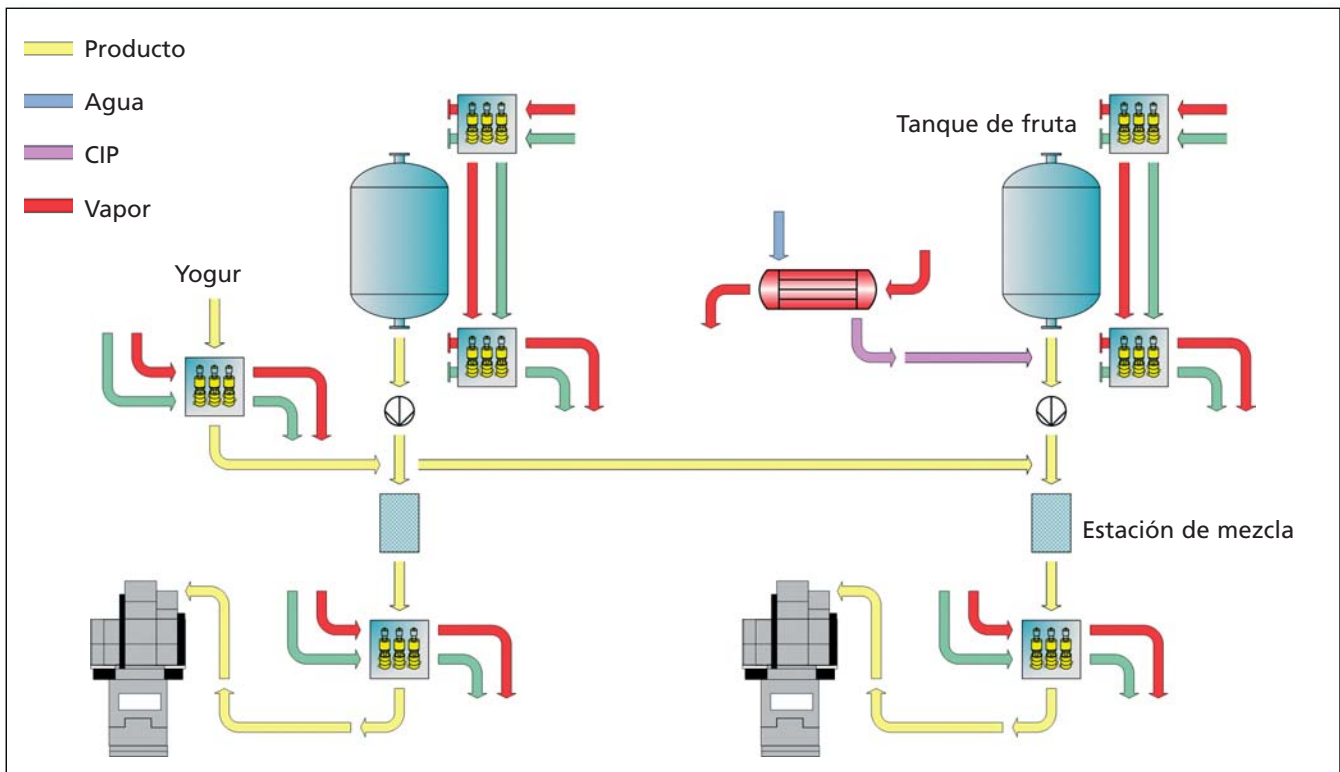 Producto
Agua
CIP
Vapor
Tanque de fruta
Yogur
Estación de mezcla